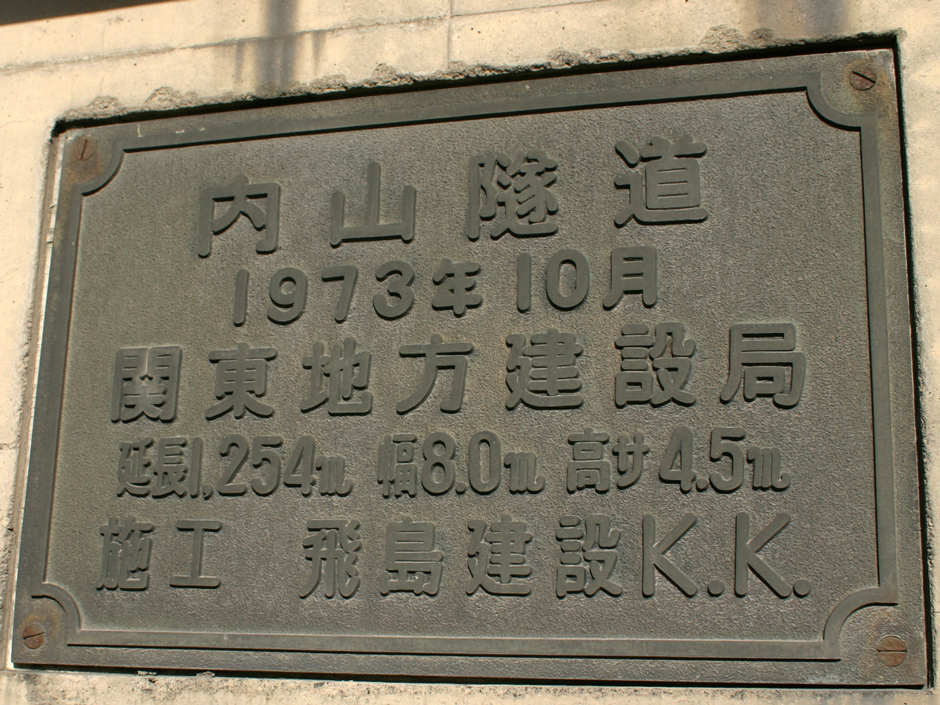 内山隧道
1973年10月
関東地方建設局
延長1,254m 幅8.0m 高サ4.5m
施工 飛島建設K.K.